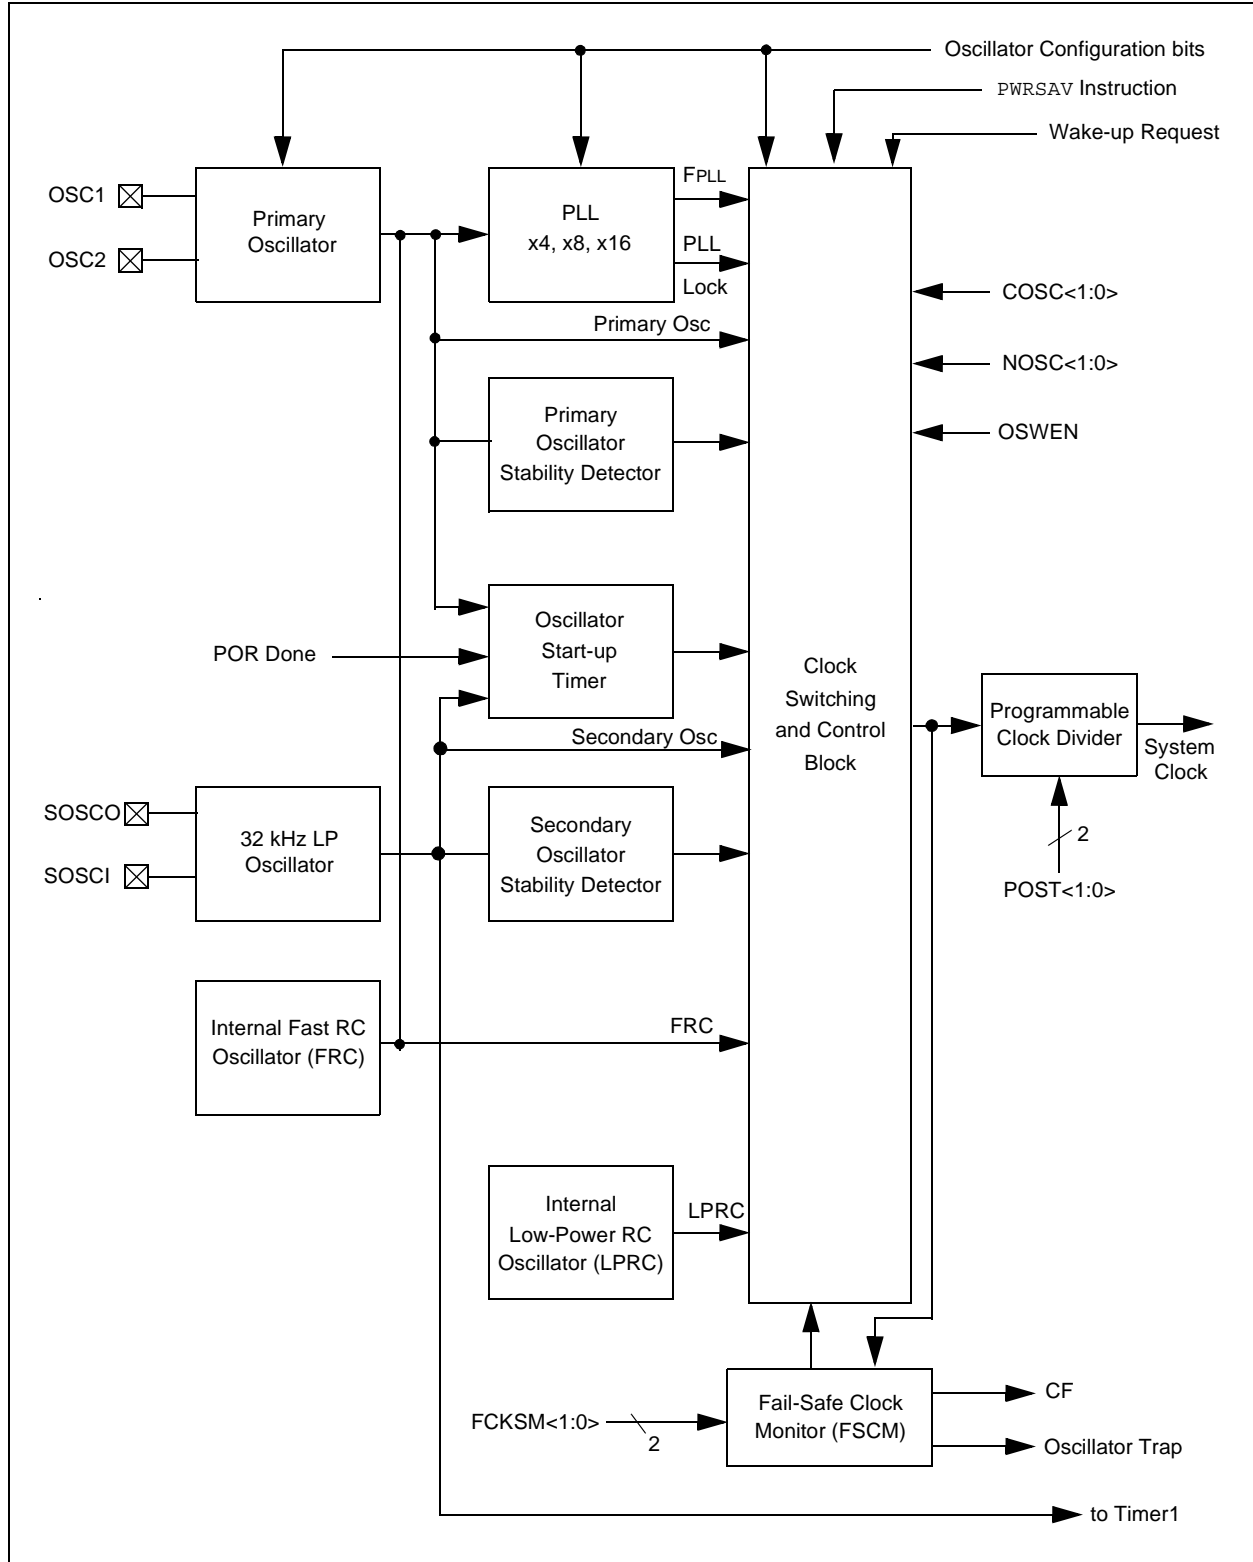 Oscillator Configuration bits
PWRSAV Instruction
Wake-up Request
OSC1
OSC2
Primary
Oscillator
PLL
x4, x8, x16
FPLL
PLL
Lock
Primary Osc
COSC<1:0>
NOSC<1:0>
OSWEN
Primary
Oscillator
Stability Detector
POR Done
Oscillator
Start-up
Timer
Secondary Osc
Clock
Switching
and Control
Block
Programmable
Clock Divider
System
Clock
2
POST<1:0>
SOSCO
SOSCI
32 kHz LP
Oscillator
Secondary
Oscillator
Stability Detector
Internal Fast RC
Oscillator (FRC)
FRC
Internal
Low-Power RC
Oscillator (LPRC)
LPRC
FCKSM<1:0>
2
Fail-Safe Clock
Monitor (FSCM)
CF
Oscillator Trap
to Timer1